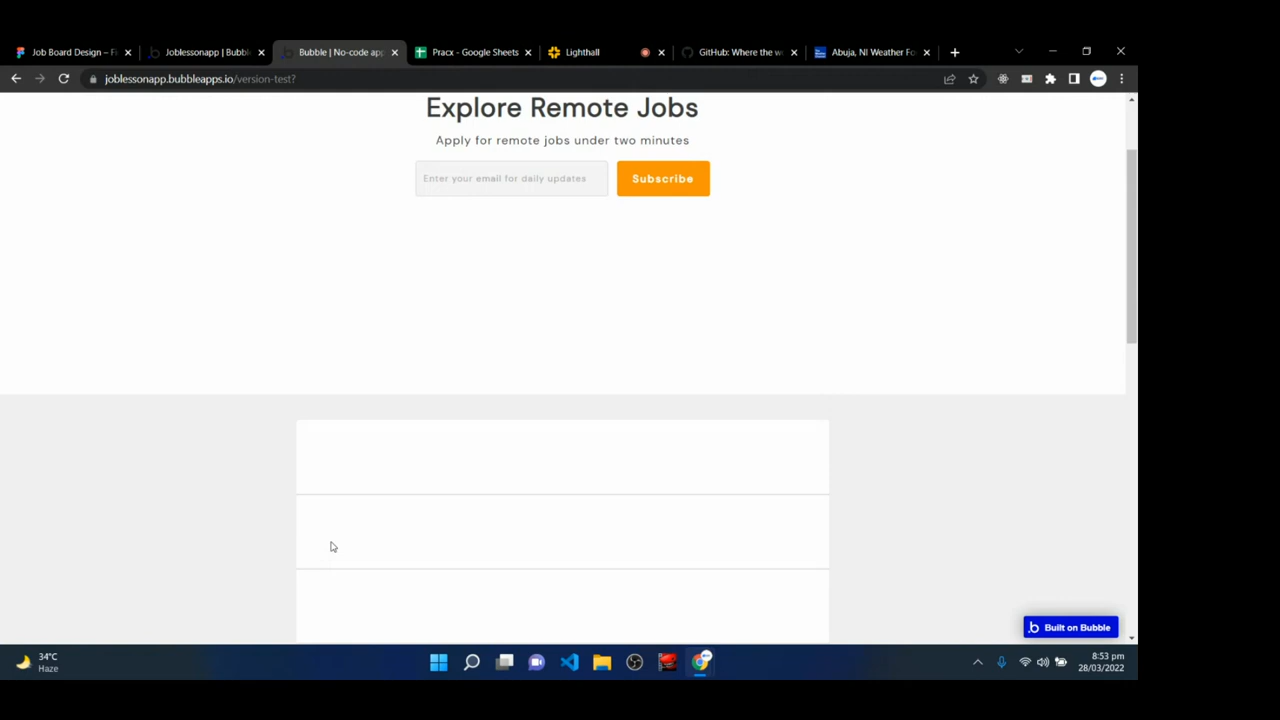 Job Board Design – Fi
Joblessonapp | Bubbl
Bubble | No-code app
Pracx - Google Sheets
Lighthall
GitHub: Where the w
Abuja, NI Weather Fo
joblessonapp.bubbleapps.io/version-test?
Explore Remote Jobs
Apply for remote jobs under two minutes
Enter your email for daily updates
Subscribe
Built on Bubble
34°C
Haze
8:53 pm
28/03/2022